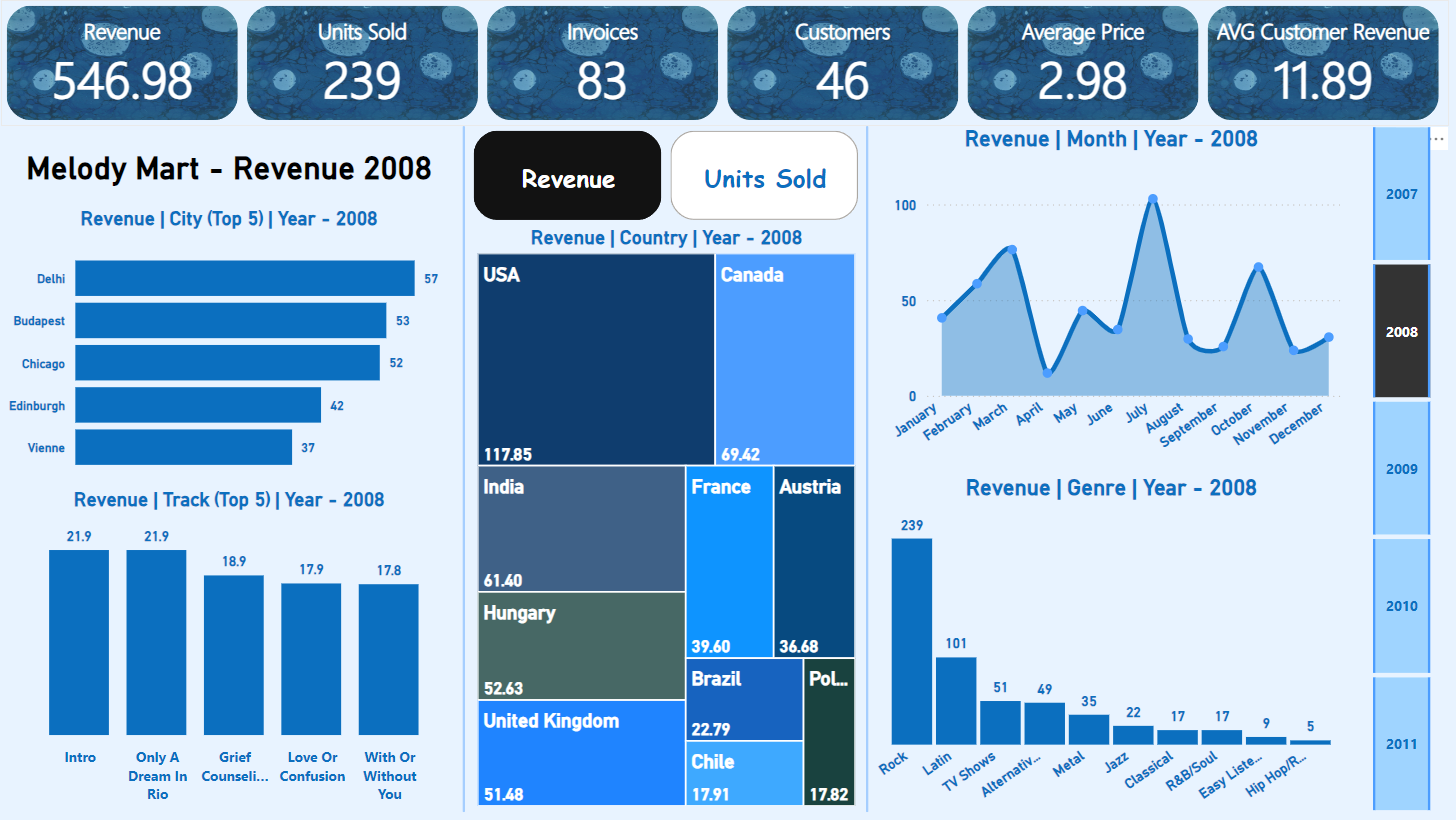 Revenue
546.98
Units Sold
239
Invoices
83
Customers
46
Average Price
2.98
AVG Customer Revenue
11.89
Melody Mart - Revenue 2008
Revenue | City (Top 5) | Year - 2008
Delhi 57
Budapest 53
Chicago 52
Edinburgh 42
Vienne 37
Revenue | Track (Top 5) | Year - 2008
21.9 21.9 18.9 17.9 17.8
Intro
Only A
Dream In
Rio
Grief
Counseli...
Love Or
Confusion
With Or
Without
You
Revenue
Units Sold
Revenue | Country | Year - 2008
USA
117.85
Canada
69.42
India
61.40
Hungary
52.63
United Kingdom
51.48
France
39.60
Austria
36.68
Brazil
22.79
Chile
17.91
Pol...
17.82
Revenue | Month | Year - 2008
100
50
0
January
February
March
April
May
June
July
August
September
October
November
December
Revenue | Genre | Year - 2008
239
101
51
49
35
22
17
17
9
5
Rock
Latin
TV Shows
Alternativ...
Metal
Jazz
Classical
R&B/Soul
Easy Liste...
Hip Hop/R...
2007
2008
2009
2010
2011